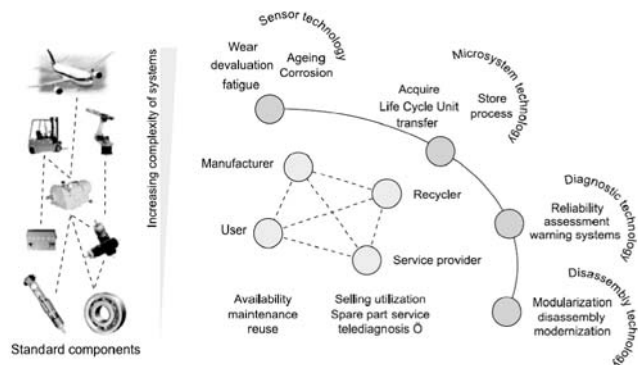 Sensor technology
Wear
devaluation
fatigue
Ageing
Corrosion
Microsystem technology
Acquire
Life Cycle Unit
transfer
Store
process
Increasing complexity of systems
Manufacturer
Recycler
User
Service provider
Diagnostic technology
Reliability
assessment
warning systems
Disassembly technology
Modularization
disassembly
modernization
Availability
maintenance
reuse
Selling utilization
Spare part service
telediagnosis Ö
Standard components